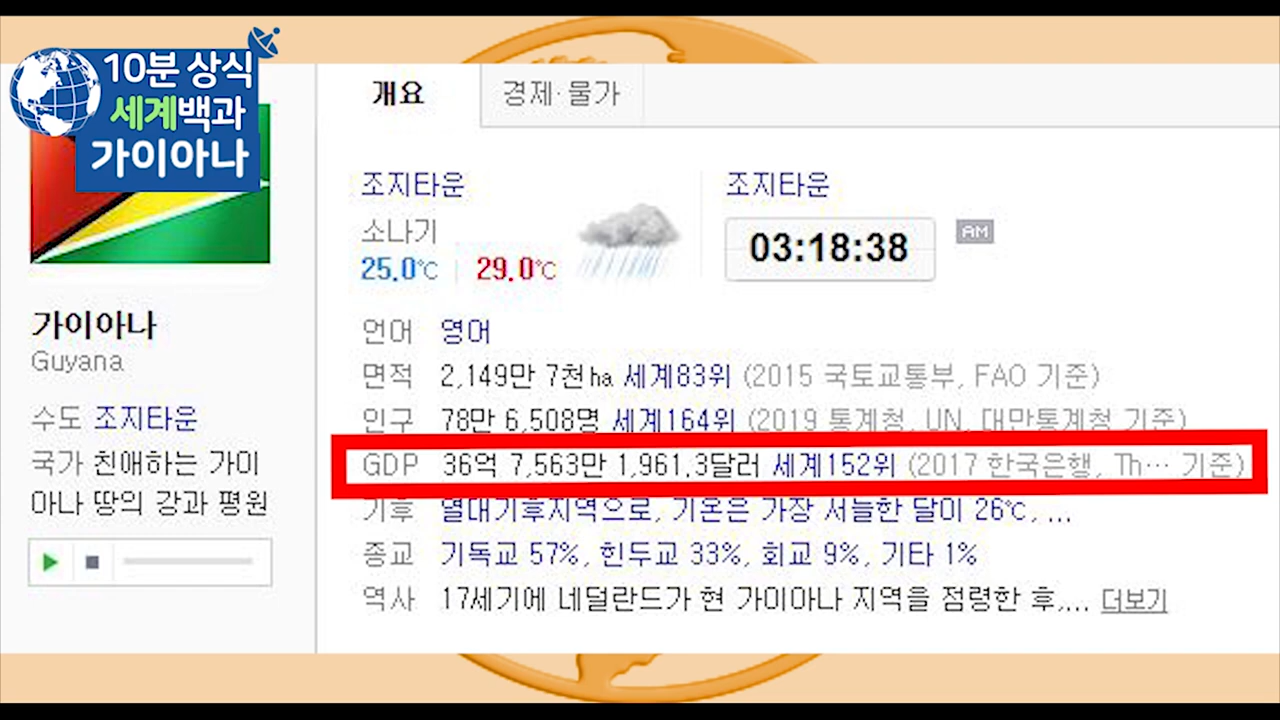 10분 상식
세계백과
가이아나
개요
경제·물가
조지타운
소나기
25.0℃ 29.0℃
조지타운
03:18:38 AM
가이아나
Guyana
수도 조지타운
국가 친애하는 가이
아나 땅의 강과 평원
언어 영어
면적 2,149만 7천ha 세계83위 (2015 국토교통부, FAO 기준)
인구 78만 6,508명 세계164위 (2019 통계청, UN, 대만통계청 기준)
GDP 36억 7,563만 1,961.3달러 세계152위 (2017 한국은행, Th… 기준)
기후 열대기후지역으로, 기온은 가장 서늘한 달이 26℃, ...
종교 기독교 57%, 힌두교 33%, 회교 9%, 기타 1%
역사 17세기에 네덜란드가 현 가이아나 지역을 점령한 후,... 더보기